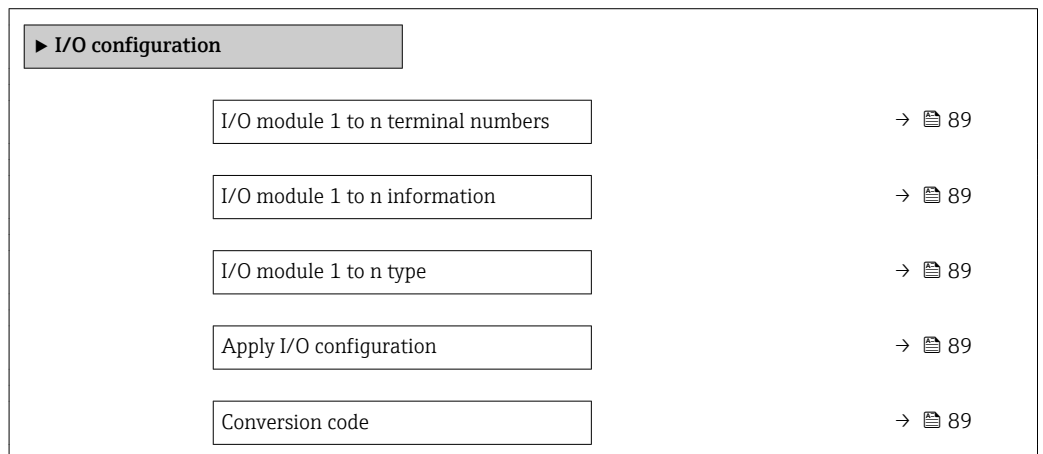 ▶ I/O configuration
I/O module 1 to n terminal numbers → 🖹 89
I/O module 1 to n information → 🖹 89
I/O module 1 to n type → 🖹 89
Apply I/O configuration → 🖹 89
Conversion code → 🖹 89